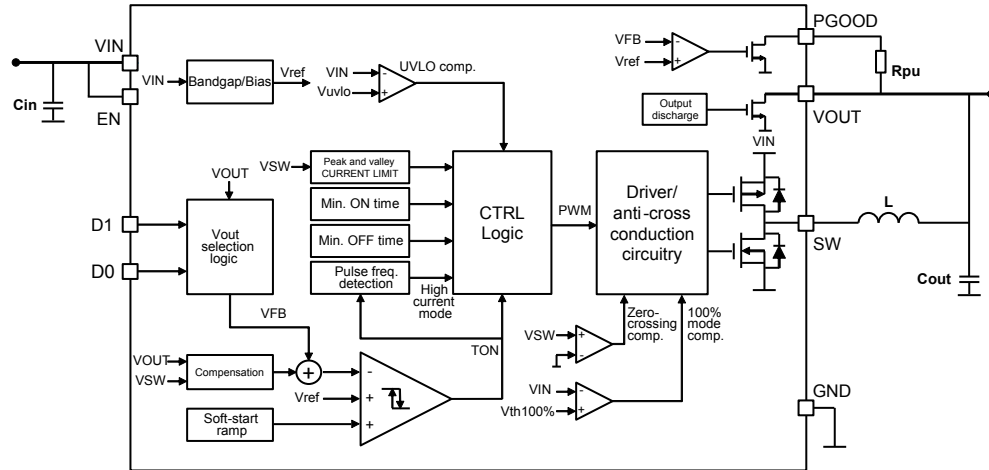 PGOOD
VIN
VFB
-
Vref
+
Rpu
VIN
Bandgap/Bias
Vref
VIN
-
UVLO comp.
Vuvlo
+
Cin
EN
Output
discharge
VOUT
VIN
VOUT
VSW
Peak and valley
CURRENT LIMIT
Min. ON time
Min. OFF time
Pulse freq.
detection
High
current
mode
CTRL
Logic
PWM
Driver/
anti-cross
conduction
circuitry
D1
D0
Vout
selection
logic
L
SW
Cout
VFB
TON
Zero-
crossing
comp.
100%
mode
comp.
VSW
+
-
VOUT
VSW
Compensation
+
-
Vref
+
+
Soft-start
ramp
VIN
-
Vth100%
+
GND